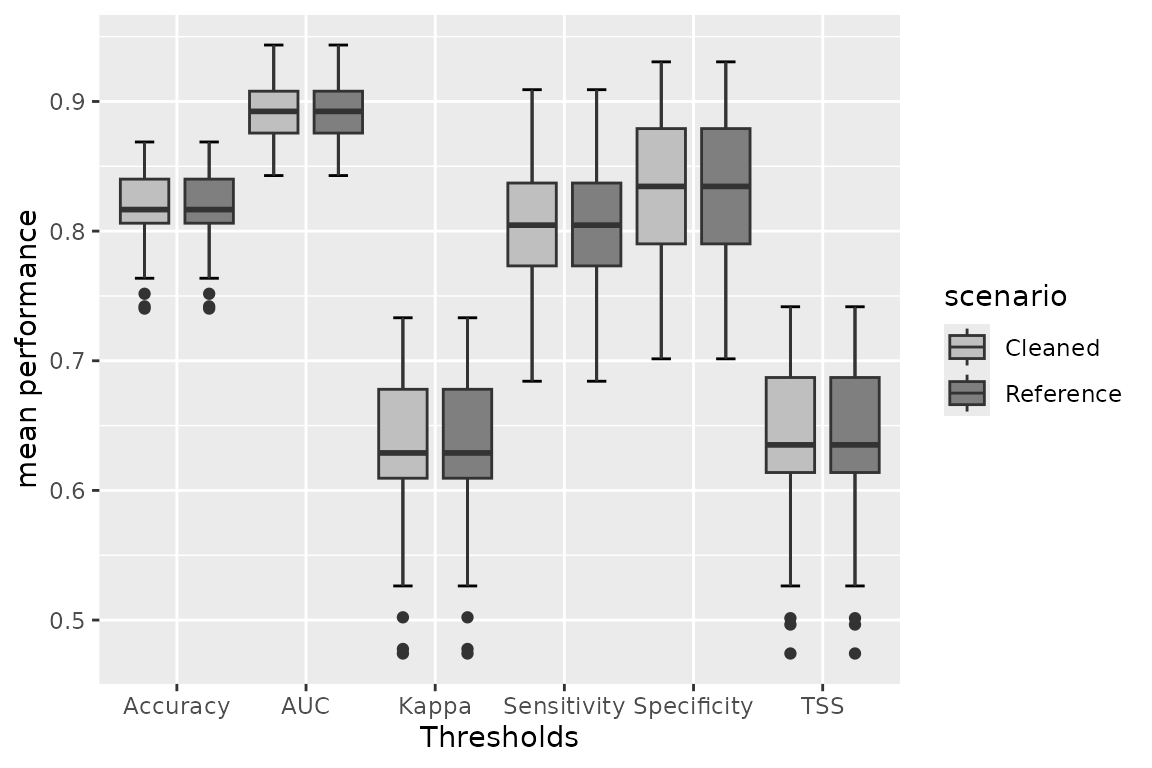 mean performance
0.9
0.8
0.7
0.6
0.5
Accuracy AUC Kappa Sensitivity Specificity TSS
Thresholds
scenario
Cleaned
Reference